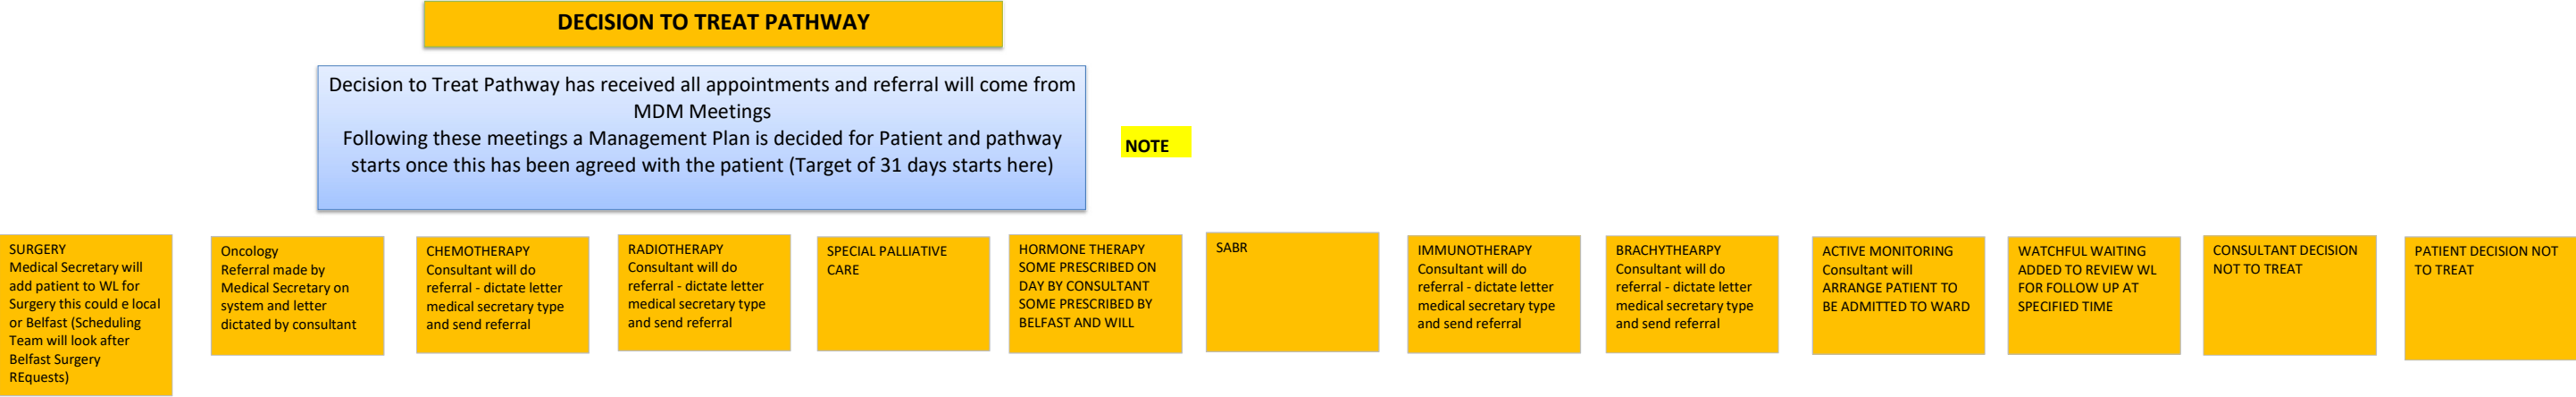 DECISION TO TREAT PATHWAY
Decision to Treat Pathway has received all appointments and referral will come from
MDM Meetings
Following these meetings a Management Plan is decided for Patient and pathway
starts once this has been agreed with the patient (Target of 31 days starts here)
NOTE
SURGERY
Medical Secretary will
add patient to WL for
Surgery this could e local
or Belfast (Scheduling
Team will look after
Belfast Surgery
REquests)
Oncology
Referral made by
Medical Secretary on
system and letter
dictated by consultant
CHEMOTHERAPY
Consultant will do
referral - dictate letter
medical secretary type
and send referral
RADIOTHERAPY
Consultant will do
referral - dictate letter
medical secretary type
and send referral
SPECIAL PALLIATIVE
CARE
HORMONE THERAPY
SOME PRESCRIBED ON
DAY BY CONSULTANT
SOME PRESCRIBED BY
BELFAST AND WILL
SABR
IMMUNOTHERAPY
Consultant will do
referral - dictate letter
medical secretary type
and send referral
BRACHYTHEARPY
Consultant will do
referral - dictate letter
medical secretary type
and send referral
ACTIVE MONITORING
Consultant will
ARRANGE PATIENT TO
BE ADMITTED TO WARD
WATCHFUL WAITING
ADDED TO REVIEW WL
FOR FOLLOW UP AT
SPECIFIED TIME
CONSULTANT DECISION
NOT TO TREAT
PATIENT DECISION NOT
TO TREAT